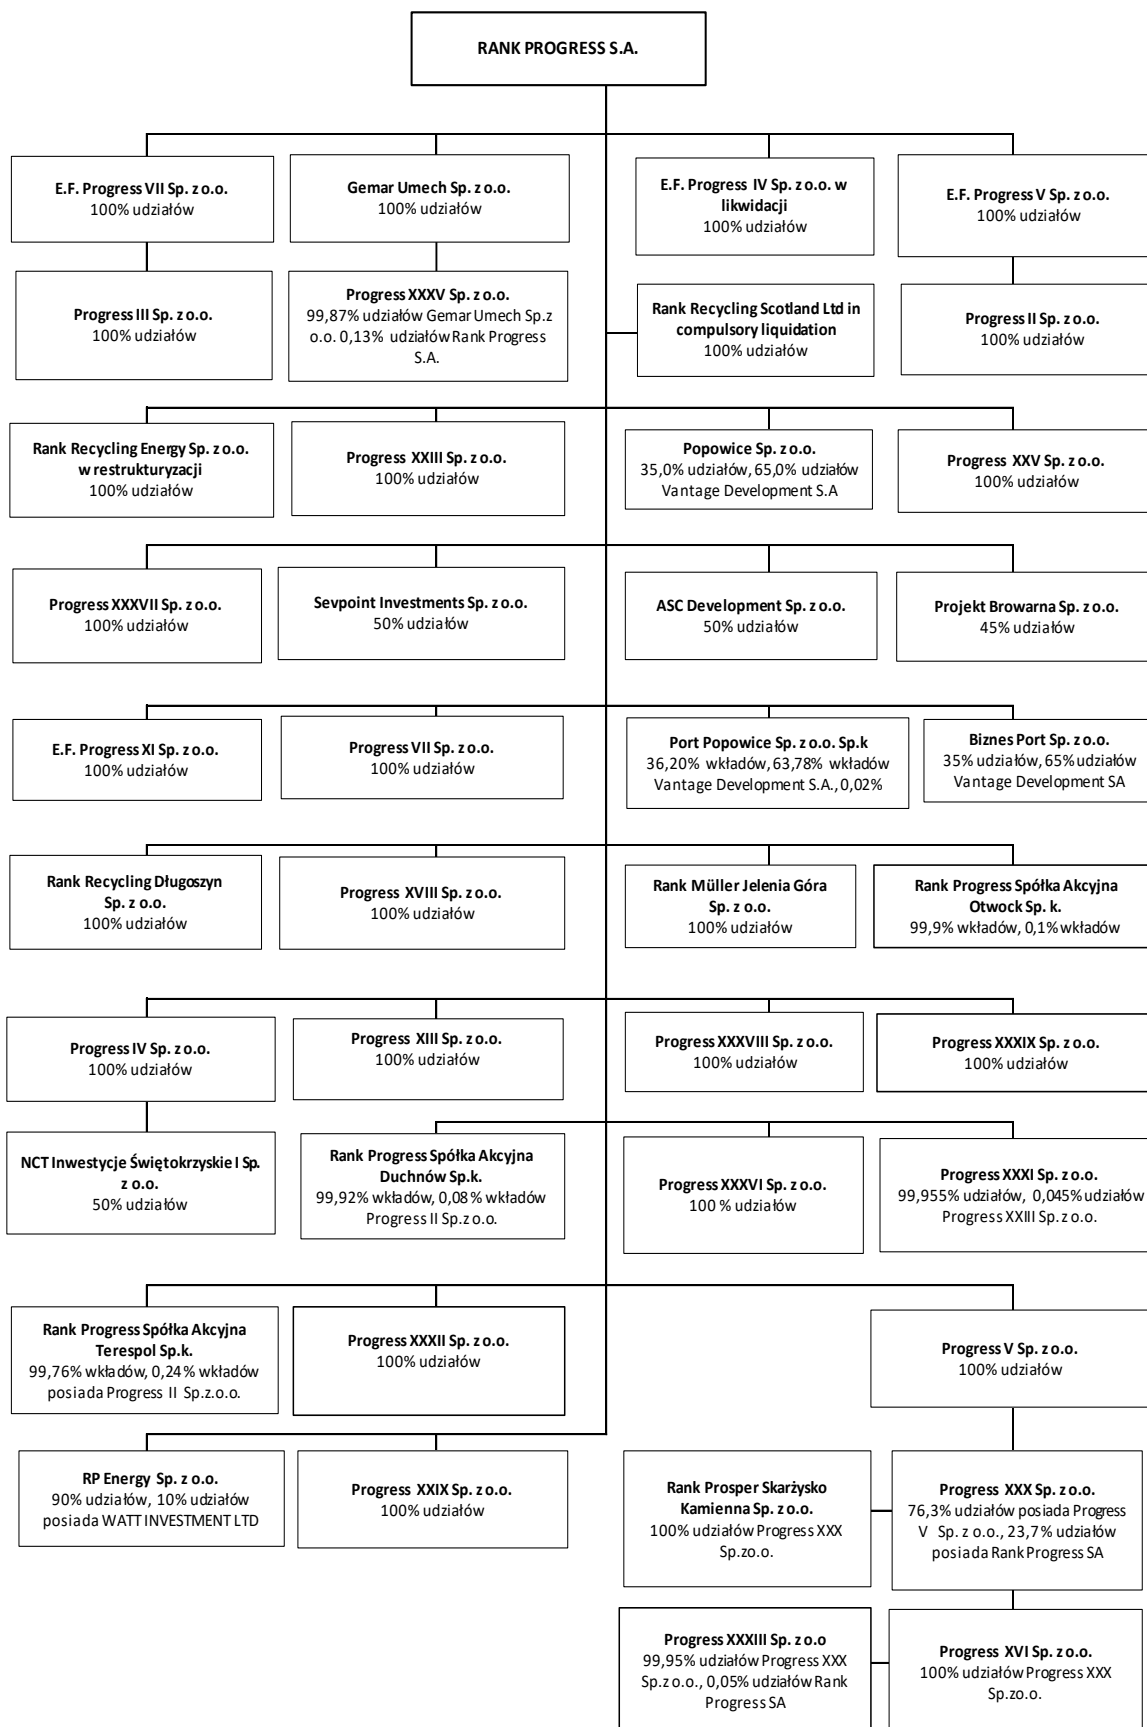 RANK PROGRESS S.A.
E.F. Progress VII Sp. z o.o.
100% udziałów
Gemar Umech Sp. z o.o.
100% udziałów
E.F. Progress IV Sp. z o.o. w
likwidacji
100% udziałów
E.F. Progress V Sp. z o.o.
100% udziałów
Progress III Sp. z o.o.
100% udziałów
Progress XXXV Sp. z o.o.
99,87% udziałów Gemar Umech Sp.z
o.o. 0,13% udziałów Rank Progress
S.A.
Rank Recycling Scotland Ltd in
compulsory liquidation
100% udziałów
Progress II Sp. z o.o.
100% udziałów
Rank Recycling Energy Sp. z o.o.
w restrukturyzacji
100% udziałów
Progress XXIII Sp. z o.o.
100% udziałów
Popowice Sp. z o.o.
35,0% udziałów, 65,0% udziałów
Vantage Development S.A
Progress XXV Sp. z o.o.
100% udziałów
Progress XXXVII Sp. z o.o.
100% udziałów
Sevpoint Investments Sp. z o.o.
50% udziałów
ASC Development Sp. z o.o.
50% udziałów
Projekt Browarna Sp. z o.o.
45% udziałów
E.F. Progress XI Sp. z o.o.
100% udziałów
Progress VII Sp. z o.o.
100% udziałów
Port Popowice Sp. z o.o. Sp.k
36,20% wkładów, 63,78% wkładów
Vantage Development S.A., 0,02%
Biznes Port Sp. z o.o.
35% udziałów, 65% udziałów
Vantage Development SA
Rank Recycling Długoszyn
Sp. z o.o.
100% udziałów
Progress XVIII Sp. z o.o.
100% udziałów
Rank Müller Jelenia Góra
Sp. z o.o.
100% udziałów
Rank Progress Spółka Akcyjna
Otwock Sp. k.
99,9% wkładów, 0,1% wkładów
Progress IV Sp. z o.o.
100% udziałów
Progress XIII Sp. z o.o.
100% udziałów
Progress XXXVIII Sp. z o.o.
100% udziałów
Progress XXXIX Sp. z o.o.
100% udziałów
NCT Inwestycje Świętokrzyskie I Sp.
z o.o.
50% udziałów
Rank Progress Spółka Akcyjna
Duchnów Sp.k.
99,92% wkładów, 0,08% wkładów
Progress II Sp.z o.o.
Progress XXXVI Sp. z o.o.
100 % udziałów
Progress XXXI Sp. z o.o.
99,955% udziałów, 0,045% udziałów
Progress XXIII Sp. z o.o.
Rank Progress Spółka Akcyjna
Terespol Sp.k.
99,76% wkładów, 0,24% wkładów
posiada Progress II Sp.z.o.o.
Progress XXXII Sp. z o.o.
100% udziałów
Progress V Sp. z o.o.
100% udziałów
RP Energy Sp. z o.o.
90% udziałów, 10% udziałów
posiada WATT INVESTMENT LTD
Progress XXIX Sp. z o.o.
100% udziałów
Rank Prosper Skarżysko
Kamienna Sp. z o.o.
100% udziałów Progress XXX
Sp.zo.o.
Progress XXX Sp. z o.o.
76,3% udziałów posiada Progress
V Sp. z o.o., 23,7% udziałów
posiada Rank Progress SA
Progress XXXIII Sp. z o.o
99,95% udziałów Progress XXX
Sp.z o.o., 0,05% udziałów Rank
Progress SA
Progress XVI Sp. z o.o.
100% udziałów Progress XXX
Sp.zo.o.